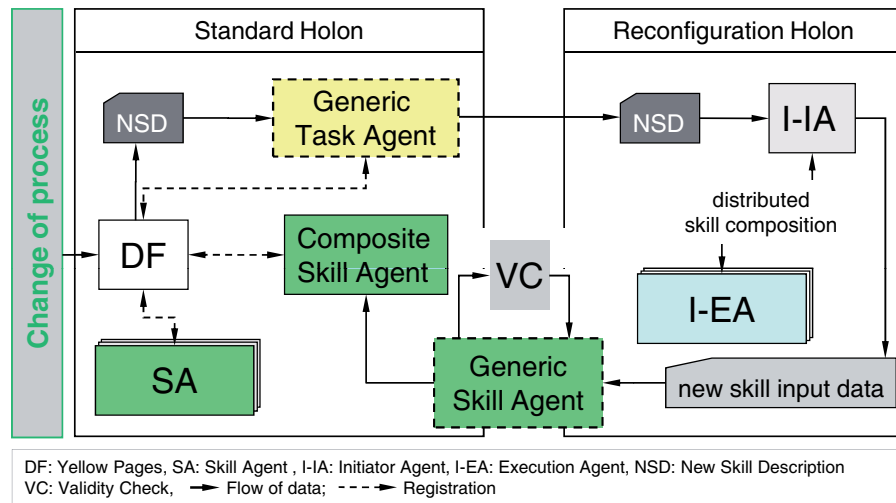 Change of process
Standard Holon
Reconfiguration Holon
NSD
Generic
Task Agent
NSD
I-IA
distributed
skill composition
DF
Composite
Skill Agent
VC
I-EA
SA
Generic
Skill Agent
new skill input data
DF: Yellow Pages, SA: Skill Agent , I-IA: Initiator Agent, I-EA: Execution Agent, NSD: New Skill Description
VC: Validity Check, Flow of data; Registration